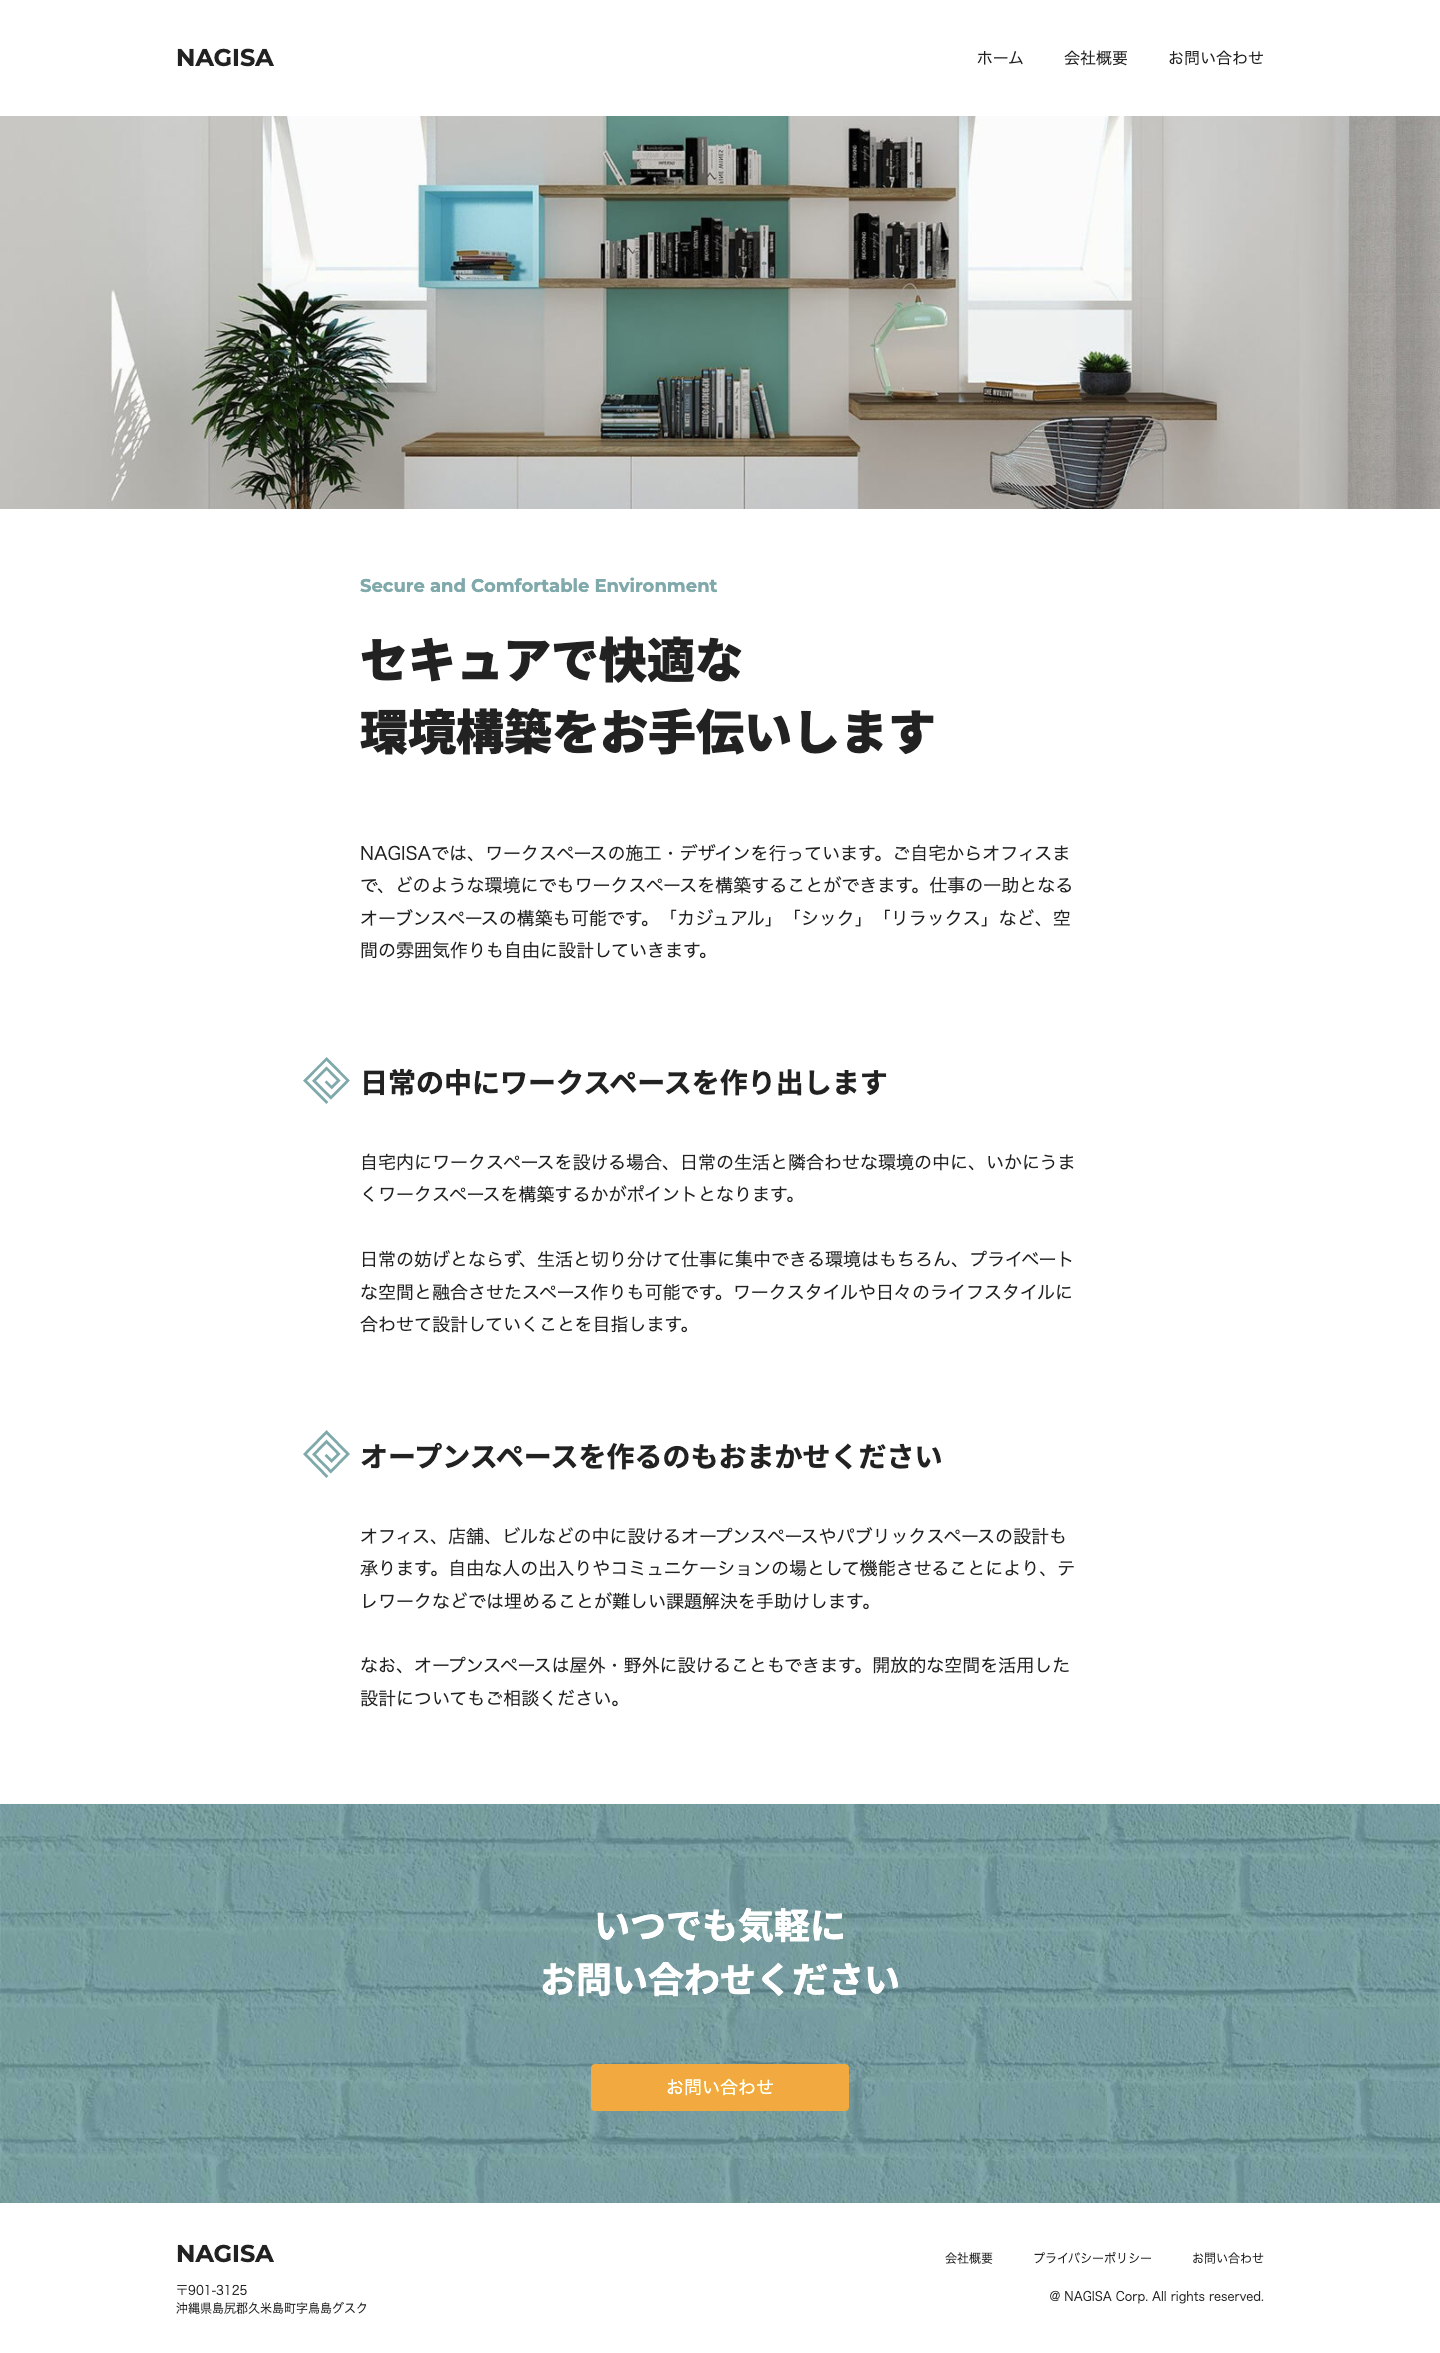 NAGISA
ホーム 会社概要 お問い合わせ
Secure and Comfortable Environment
セキュアで快適な
環境構築をお手伝いします
NAGISAでは、ワークスペースの施工・デザインを行っています。ご自宅からオフィスま
で、どのような環境にでもワークスペースを構築することができます。仕事の一助となる
オープンスペースの構築も可能です。「カジュアル」「シック」「リラックス」など、空
間の雰囲気作りも自由に設計していきます。
日常の中にワークスペースを作り出します
自宅内にワークスペースを設ける場合、日常の生活と隣合わせな環境の中に、いかにうま
くワークスペースを構築するかがポイントとなります。
日常の妨げとならず、生活と切り分けて仕事に集中できる環境はもちろん、プライベート
な空間と融合させたスペース作りも可能です。ワークスタイルや日々のライフスタイルに
合わせて設計していくことを目指します。
オープンスペースを作るのもおまかせください
オフィス、店舗、ビルなどの中に設けるオープンスペースやパブリックスペースの設計も
承ります。自由な人の出入りやコミュニケーションの場として機能させることにより、テ
レワークなどでは埋めることが難しい課題解決を手助けします。
なお、オープンスペースは屋外・野外に設けることもできます。開放的な空間を活用した
設計についてもご相談ください。
いつでも気軽に
お問い合わせください
お問い合わせ
NAGISA
〒901-3125
沖縄県島尻郡久米島町字鳥島グスク
会社概要 プライバシーポリシー お問い合わせ
@ NAGISA Corp. All rights reserved.